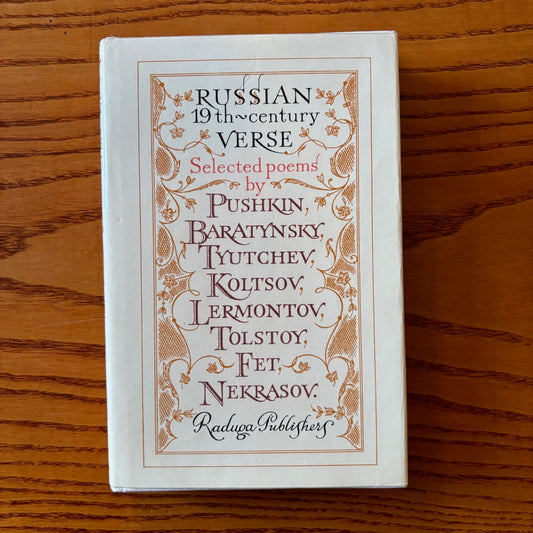 RUSSIAN
19th~century
VERSE
Selected poems
by
PUSHKIN,
BARATYNSKY,
TYUTCHEV,
KOLTSOV,
LERMONTOV,
TOLSTOY,
FET,
NEKRASOV.
Raduga Publishers